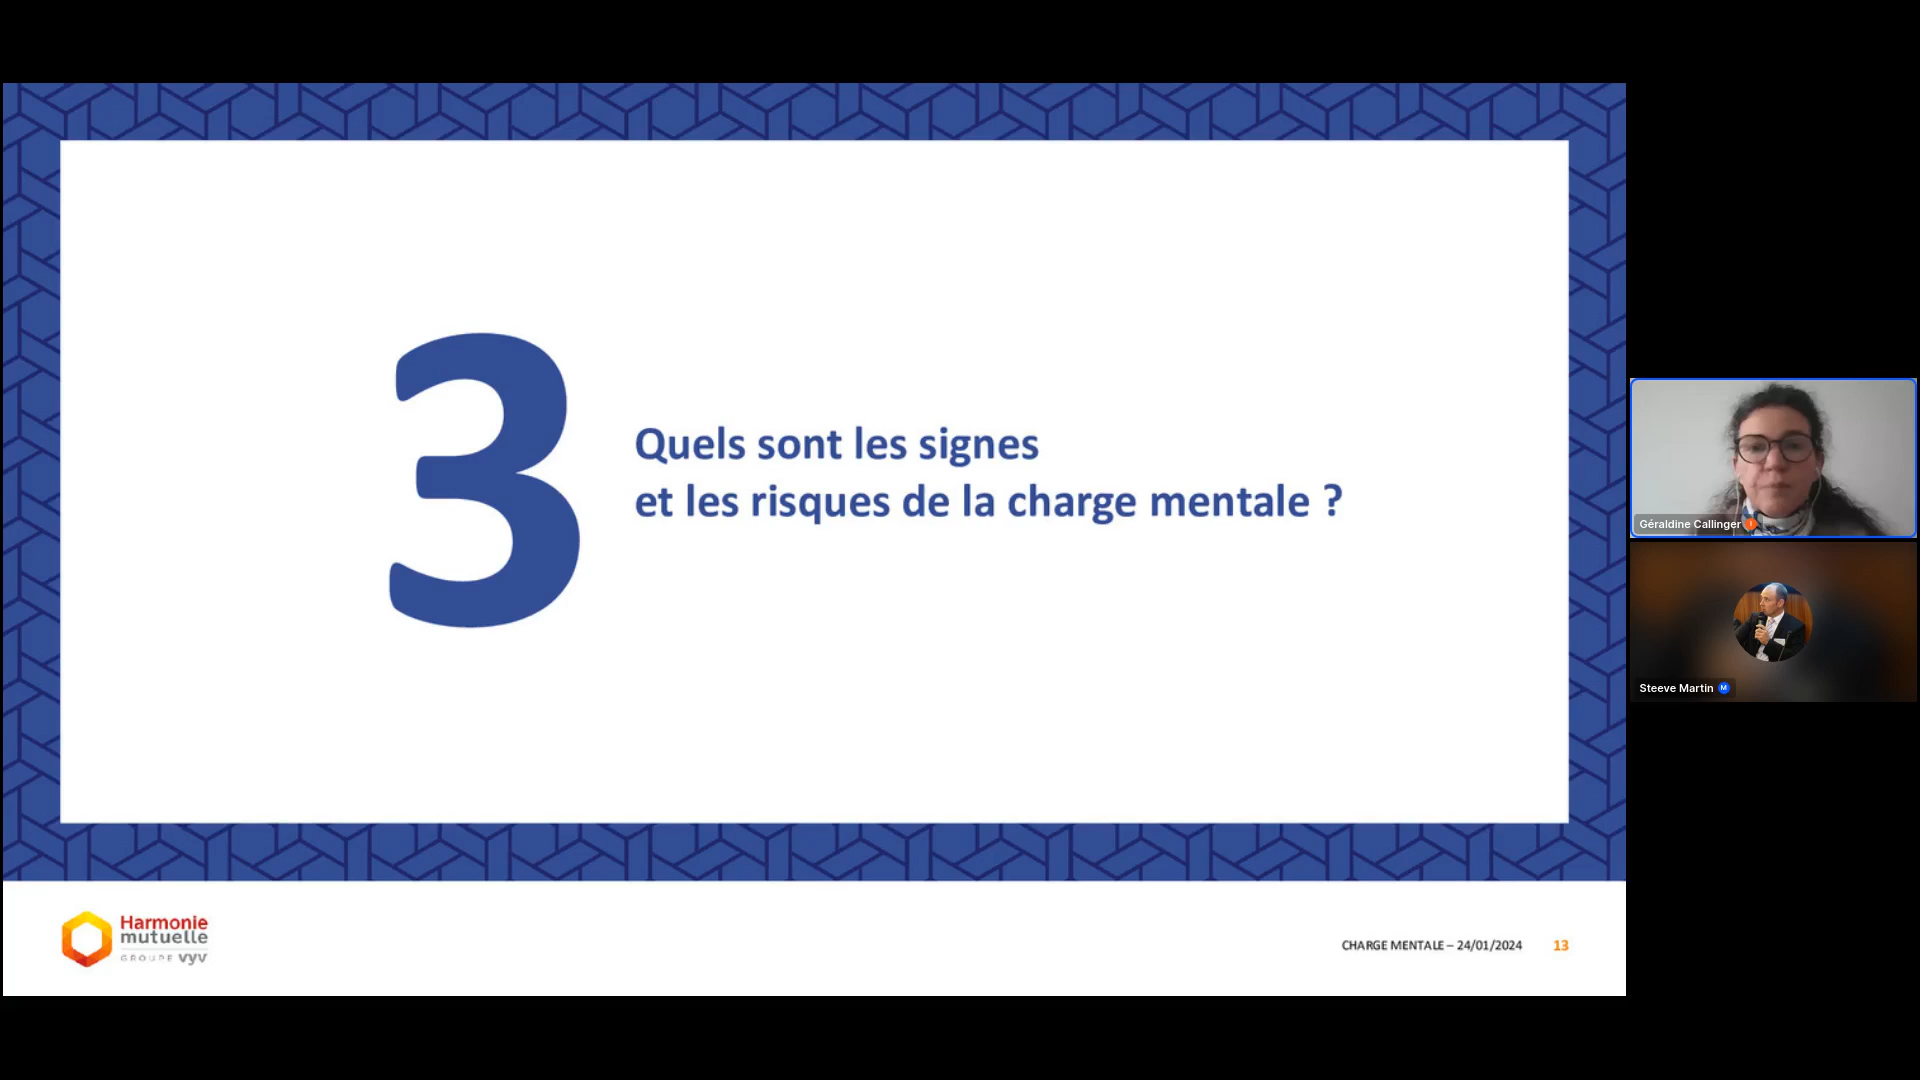 3
Quels sont les signes
et les risques de la charge mentale ?
Harmonie
mutuelle
GROUPE vyv
CHARGE MENTALE – 24/01/2024
13
Géraldine Callinger
Steeve Martin M